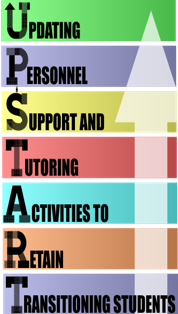 UPDATING
PERSONNEL
SUPPORT AND
TUTORING
ACTIVITIES TO
RETAIN
TRANSITIONING STUDENTS